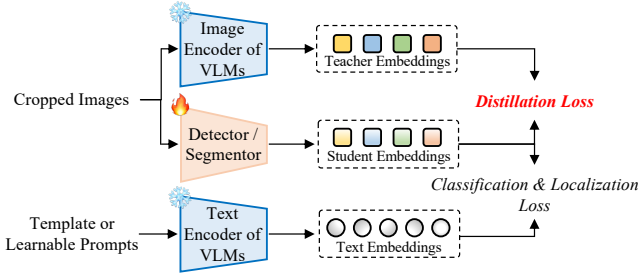 Image
Encoder of
VLMs
Teacher Embeddings
Cropped Images
Distillation Loss
Detector /
Segmentor
Student Embeddings
Classification & Localization
Loss
Template or
Learnable Prompts
Text
Encoder of
VLMs
Text Embeddings